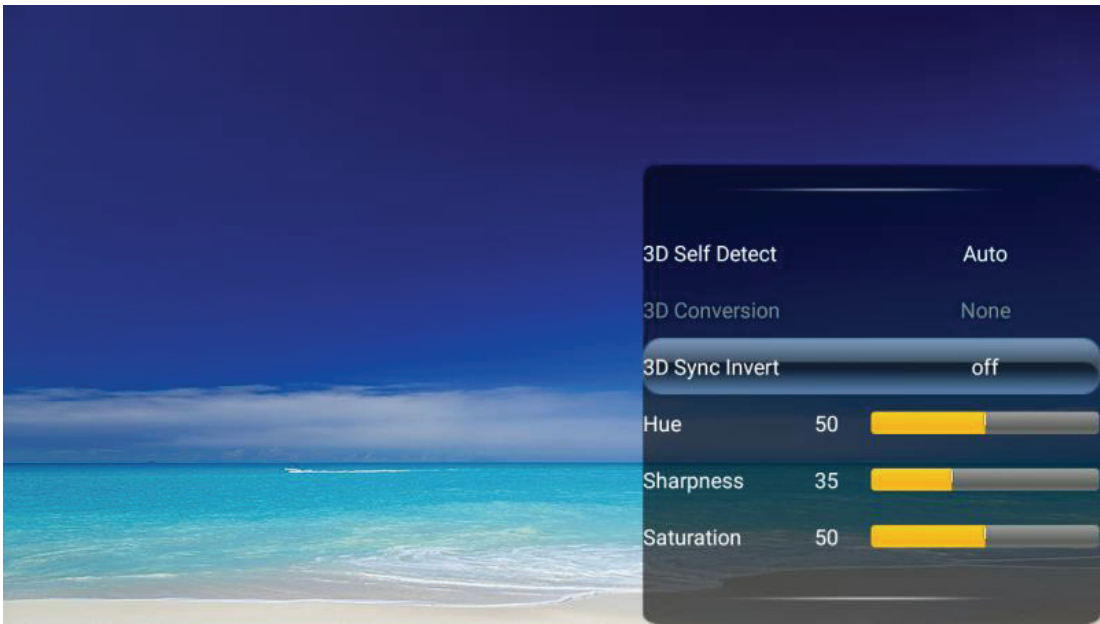 3D Self Detect Auto
3D Conversion None
3D Sync Invert off
Hue 50
Sharpness 35
Saturation 50